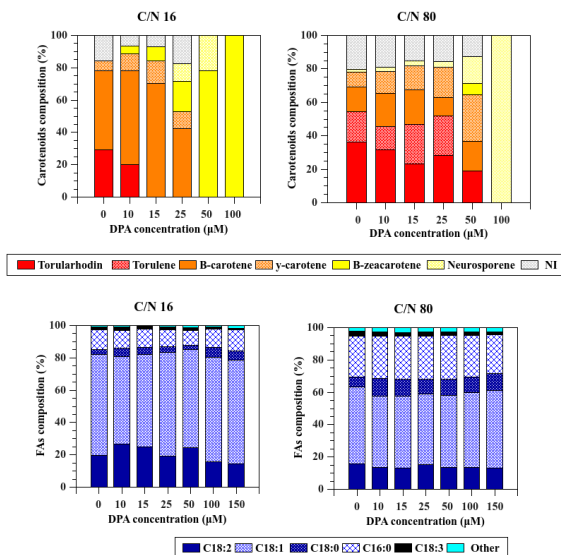 C/N 16
C/N 80
Carotenoids composition (%)
100
80
60
40
20
0
0 10 15 25 50 100
DPA concentration (µM)
Carotenoids composition (%)
100
80
60
40
20
0
0 10 15 25 50 100
DPA concentration (µM)
Torularhodin Torulene B-carotene y-carotene B-zeacarotene Neurosporene NI
C/N 16
C/N 80
FAs composition (%)
100
80
60
40
20
0
0 10 15 25 50 100 150
DPA concentration (µM)
FAs composition (%)
100
80
60
40
20
0
0 10 15 25 50 100 150
DPA concentration (µM)
C18:2 C18:1 C18:0 C16:0 C18:3 Other